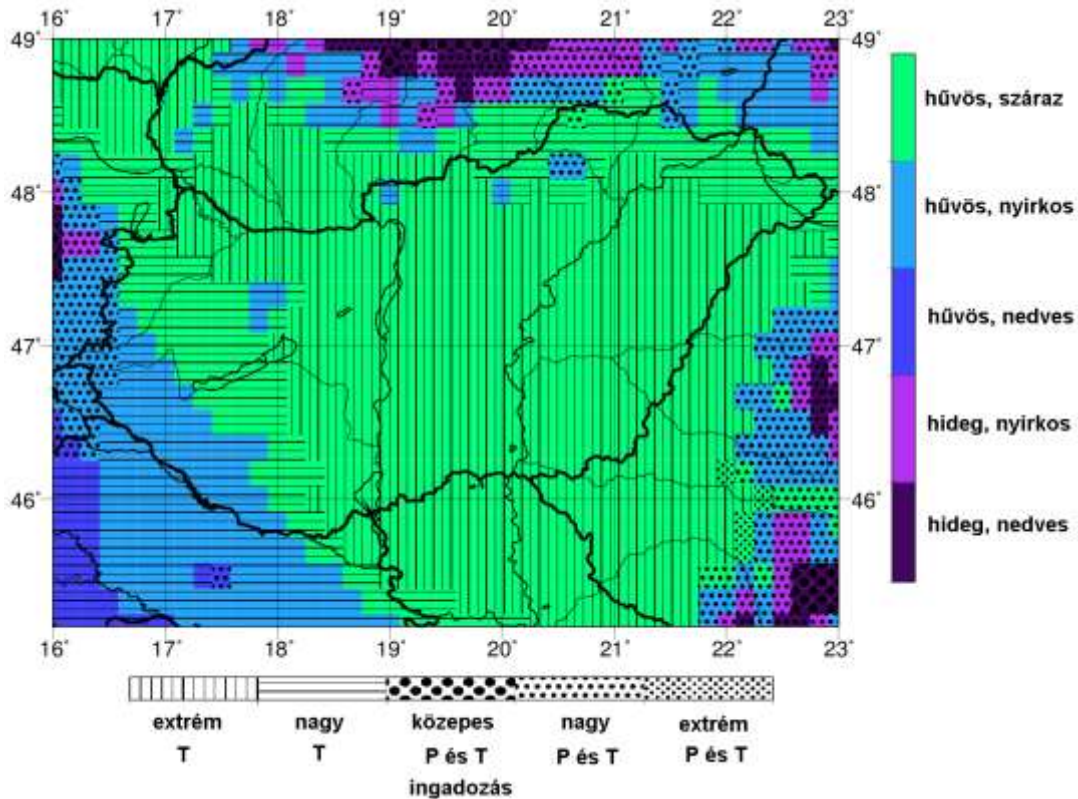 16° 17° 18° 19° 20° 21° 22° 23°
49° 49°
48° 48°
47° 47°
46° 46°
16° 17° 18° 19° 20° 21° 22° 23°
hűvös, száraz
hűvös, nyirkos
hűvös, nedves
hideg, nyirkos
hideg, nedves
extrém nagy közepes nagy extrém
T T P és T P és T P és T
ingadozás